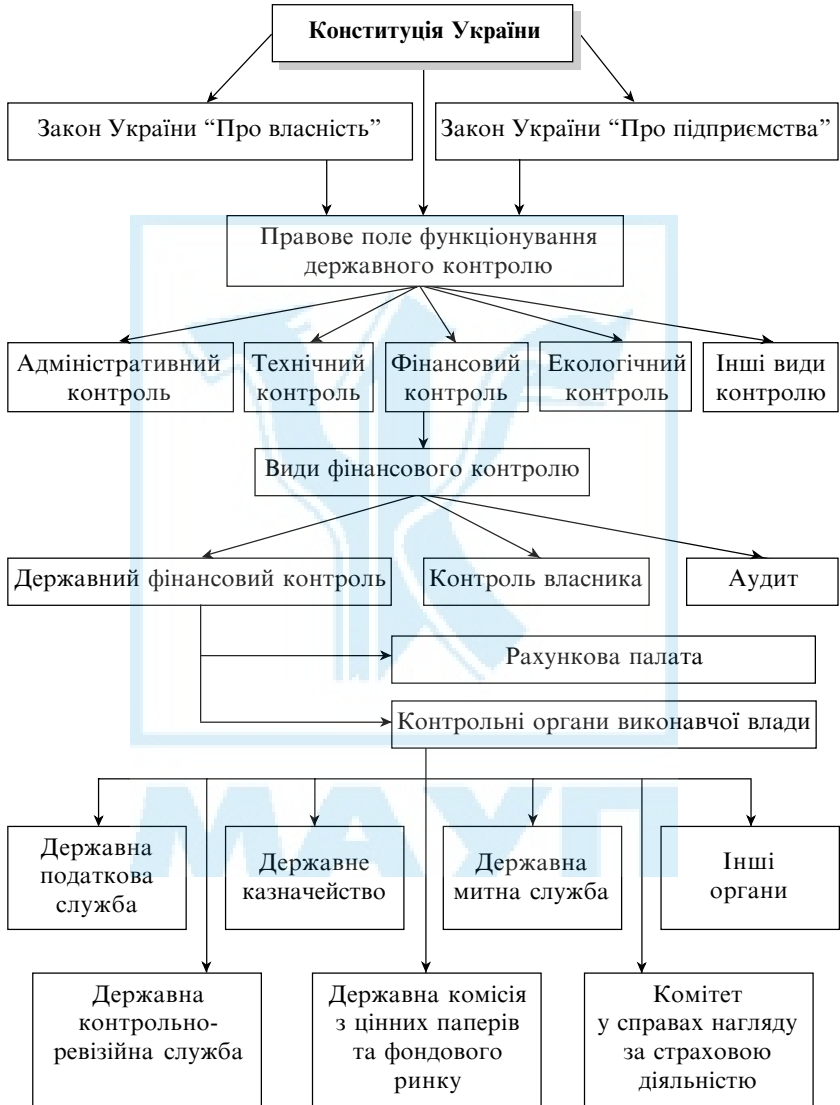 Конституція України
Закон України “Про власність”
Закон України “Про підприємства”
Правове поле функціонування
державного контролю
Адміністративний
контроль
Технічний
контроль
Фінансовий
контроль
Екологічний
контроль
Інші види
контролю
Види фінансового контролю
Державний фінансовий контроль
Контроль власника
Аудит
Рахункова палата
Контрольні органи виконавчої влади
Державна
податкова
служба
Державне
казначейство
Державна
митна служба
Інші
органи
Державна
контрольно-
ревізійна служба
Державна комісія
з цінних паперів
та фондового
ринку
Комітет
у справах нагляду
за страховою
діяльністю
МАУП